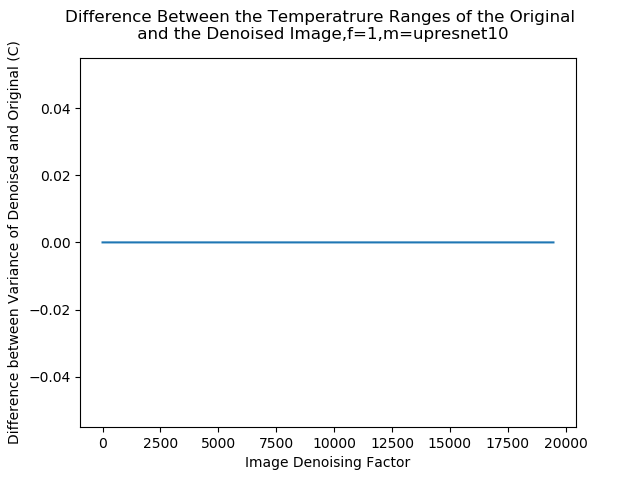 Difference Between the Temperatrure Ranges of the Original
and the Denoised Image,f=1,m=upresnet10
Difference between Variance of Denoised and Original (C)
0.04
0.02
0.00
−0.02
−0.04
0 2500 5000 7500 10000 12500 15000 17500 20000
Image Denoising Factor